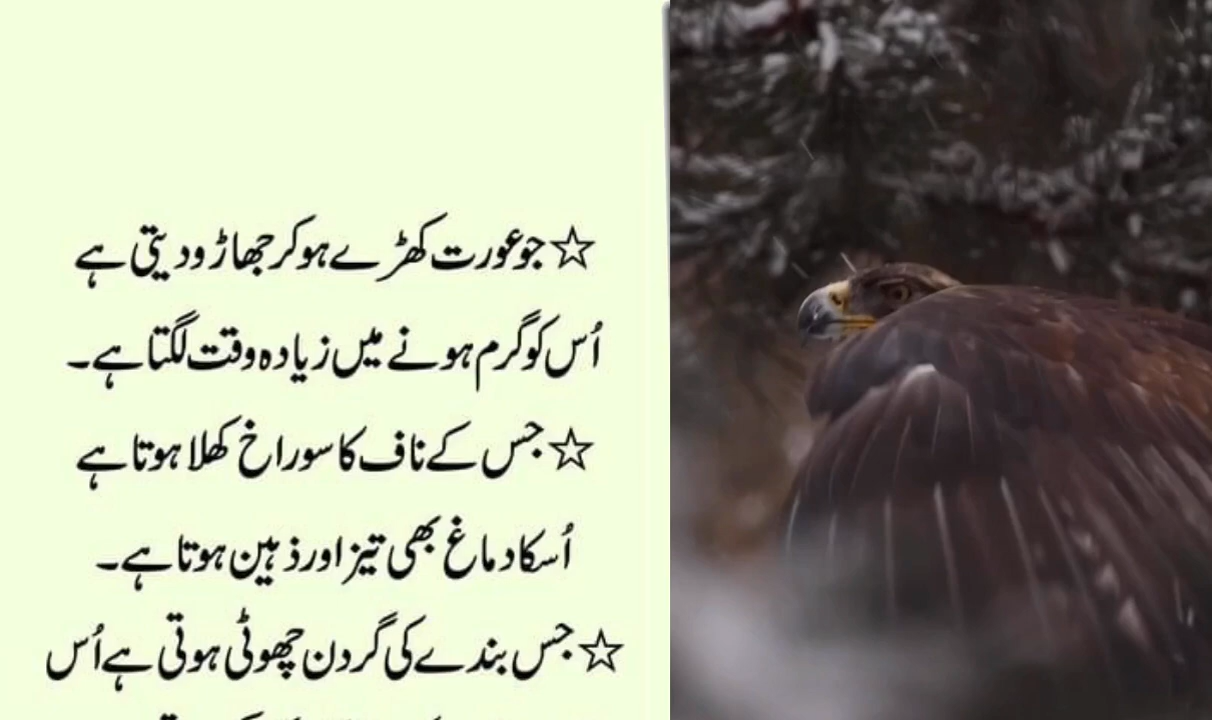 ☆ جو عورت کھڑے ہو کر جھاڑو دیتی ہے
اُس کو گرم ہونے میں زیادہ وقت لگتا ہے۔
☆ جس کے ناف کا سوراخ کھلا ہوتا ہے
اُسکا دماغ بھی تیز اور ذہین ہوتا ہے۔
☆ جس بندے کی گردن چھوٹی ہوتی ہے اُس